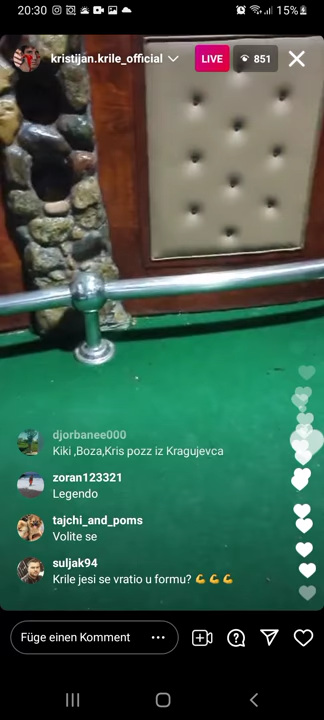 20:30
15%
kristijan.krile_official
LIVE
851
djorbanee000
Kiki ,Boza,Kris pozz iz Kragujevca
zoran123321
Legendo
tajchi_and_poms
Volite se
suljak94
Krile jesi se vratio u formu? 💪💪💪
Füge einen Kommentar